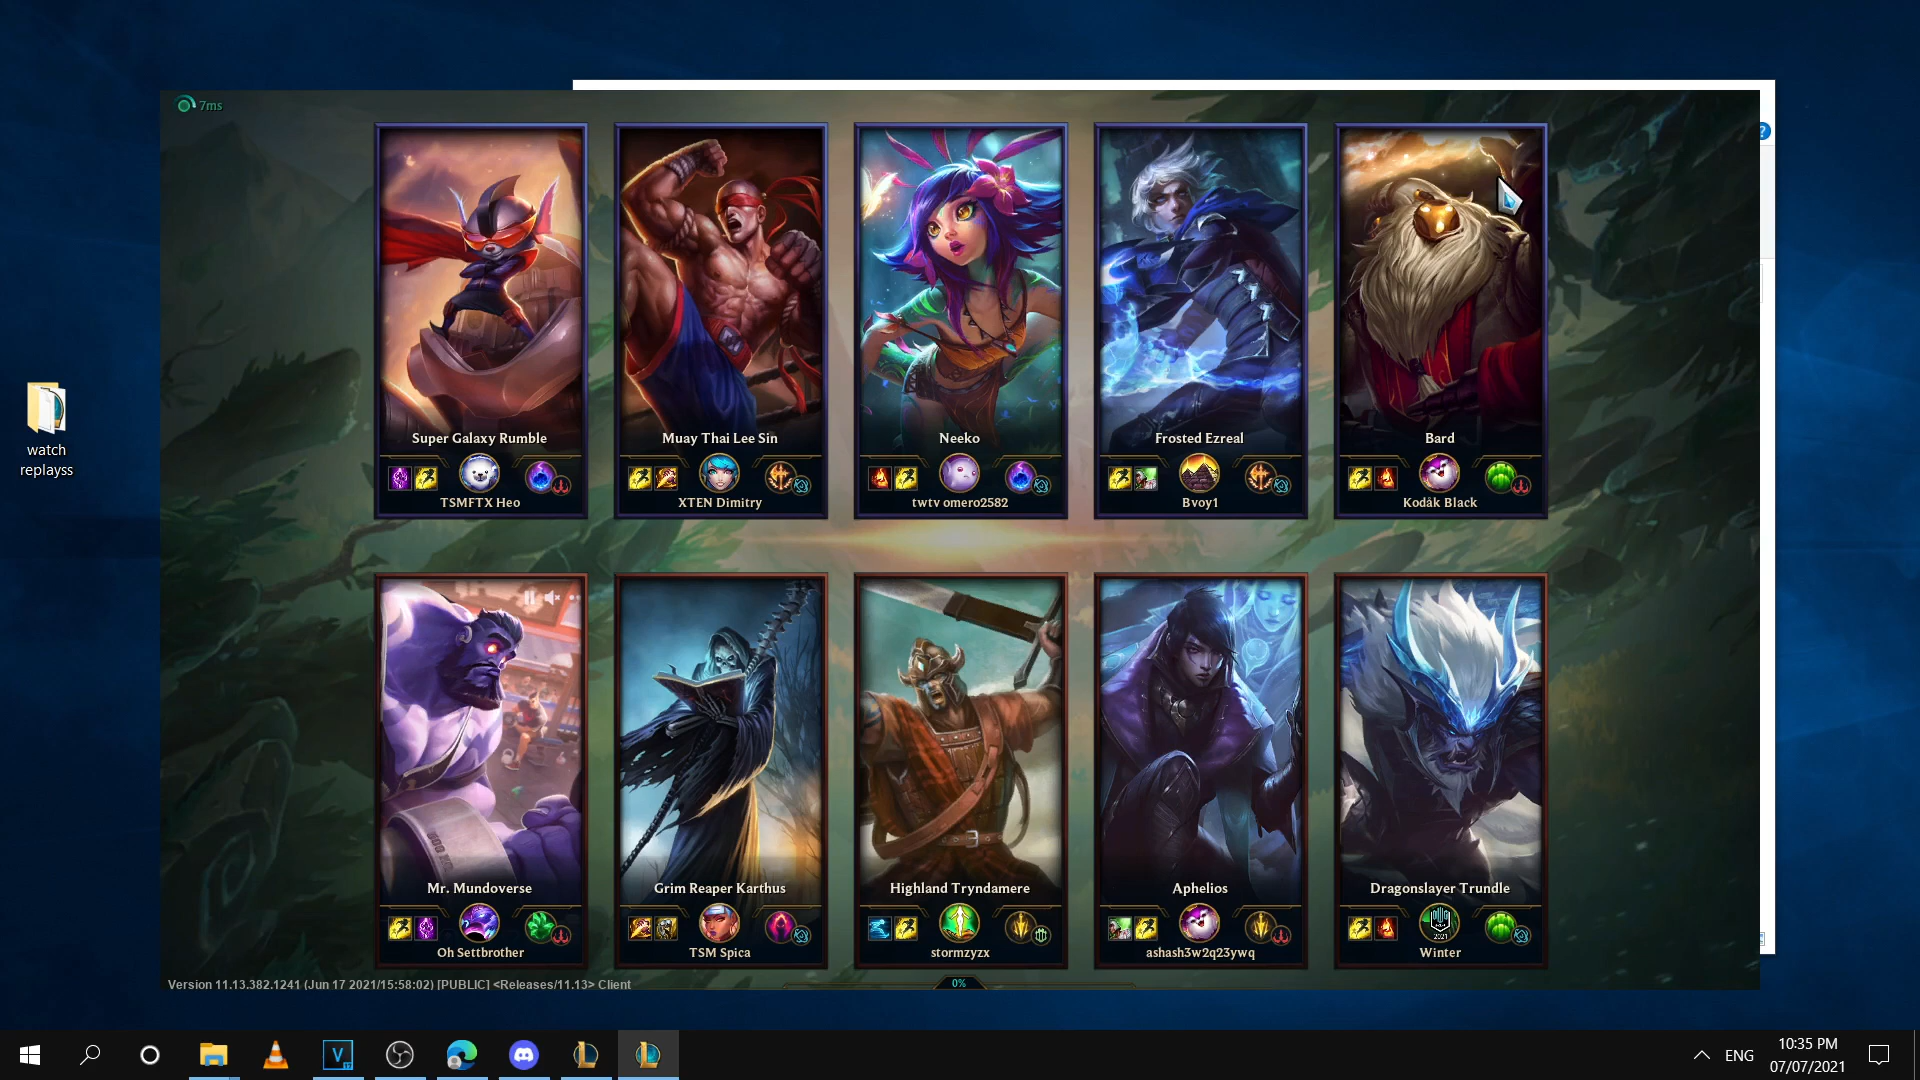 7ms
Super Galaxy Rumble
TSMFTX Heo
Muay Thai Lee Sin
XTEN Dimitry
Neeko
twtv omero2582
Frosted Ezreal
Bvoy1
Bard
Kodâk Black
watch
replayss
Mr. Mundoverse
Oh Settbrother
Grim Reaper Karthus
TSM Spica
Highland Tryndamere
stormzyzx
Aphelios
ashash3w2q23ywq
Dragonslayer Trundle
2021
Winter
Version 11.13.382.1241 (Jun 17 2021/15:58:02) [PUBLIC] <Releases/11.13> Client
0%
ENG
10:35 PM
07/07/2021